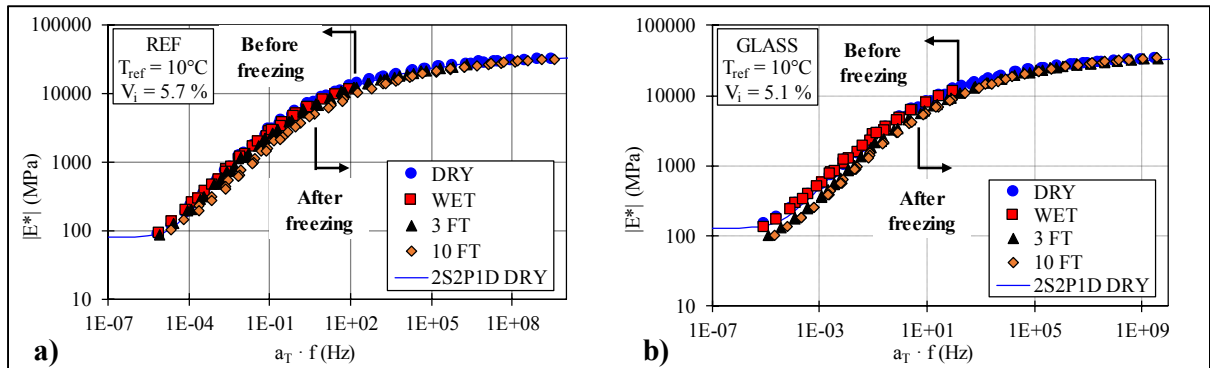 100000
10000
1000
100
10
|E*| (MPa)
REF
T_ref = 10°C
V_i = 5.7 %
Before
freezing
After
freezing
DRY
WET
3 FT
10 FT
2S2P1D DRY
1E-07 1E-04 1E-01 1E+02 1E+05 1E+08
a_T · f (Hz)
a)
100000
10000
1000
100
10
|E*| (MPa)
GLASS
T_ref = 10°C
V_i = 5.1 %
Before
freezing
After
freezing
DRY
WET
3 FT
10 FT
2S2P1D DRY
1E-07 1E-03 1E+01 1E+05 1E+09
a_T · f (Hz)
b)